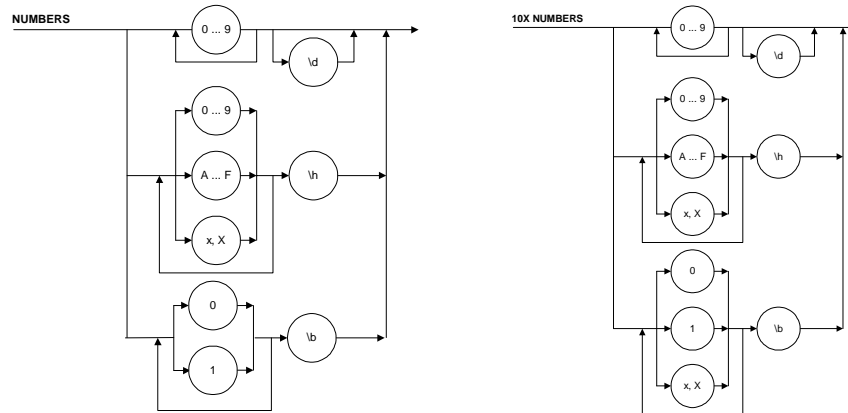 NUMBERS
0 ... 9
\d
0 ... 9
A ... F
\h
x, X
0
\b
1
10X NUMBERS
0 ... 9
\d
0 ... 9
A ... F
\h
x, X
0
1
\b
x, X